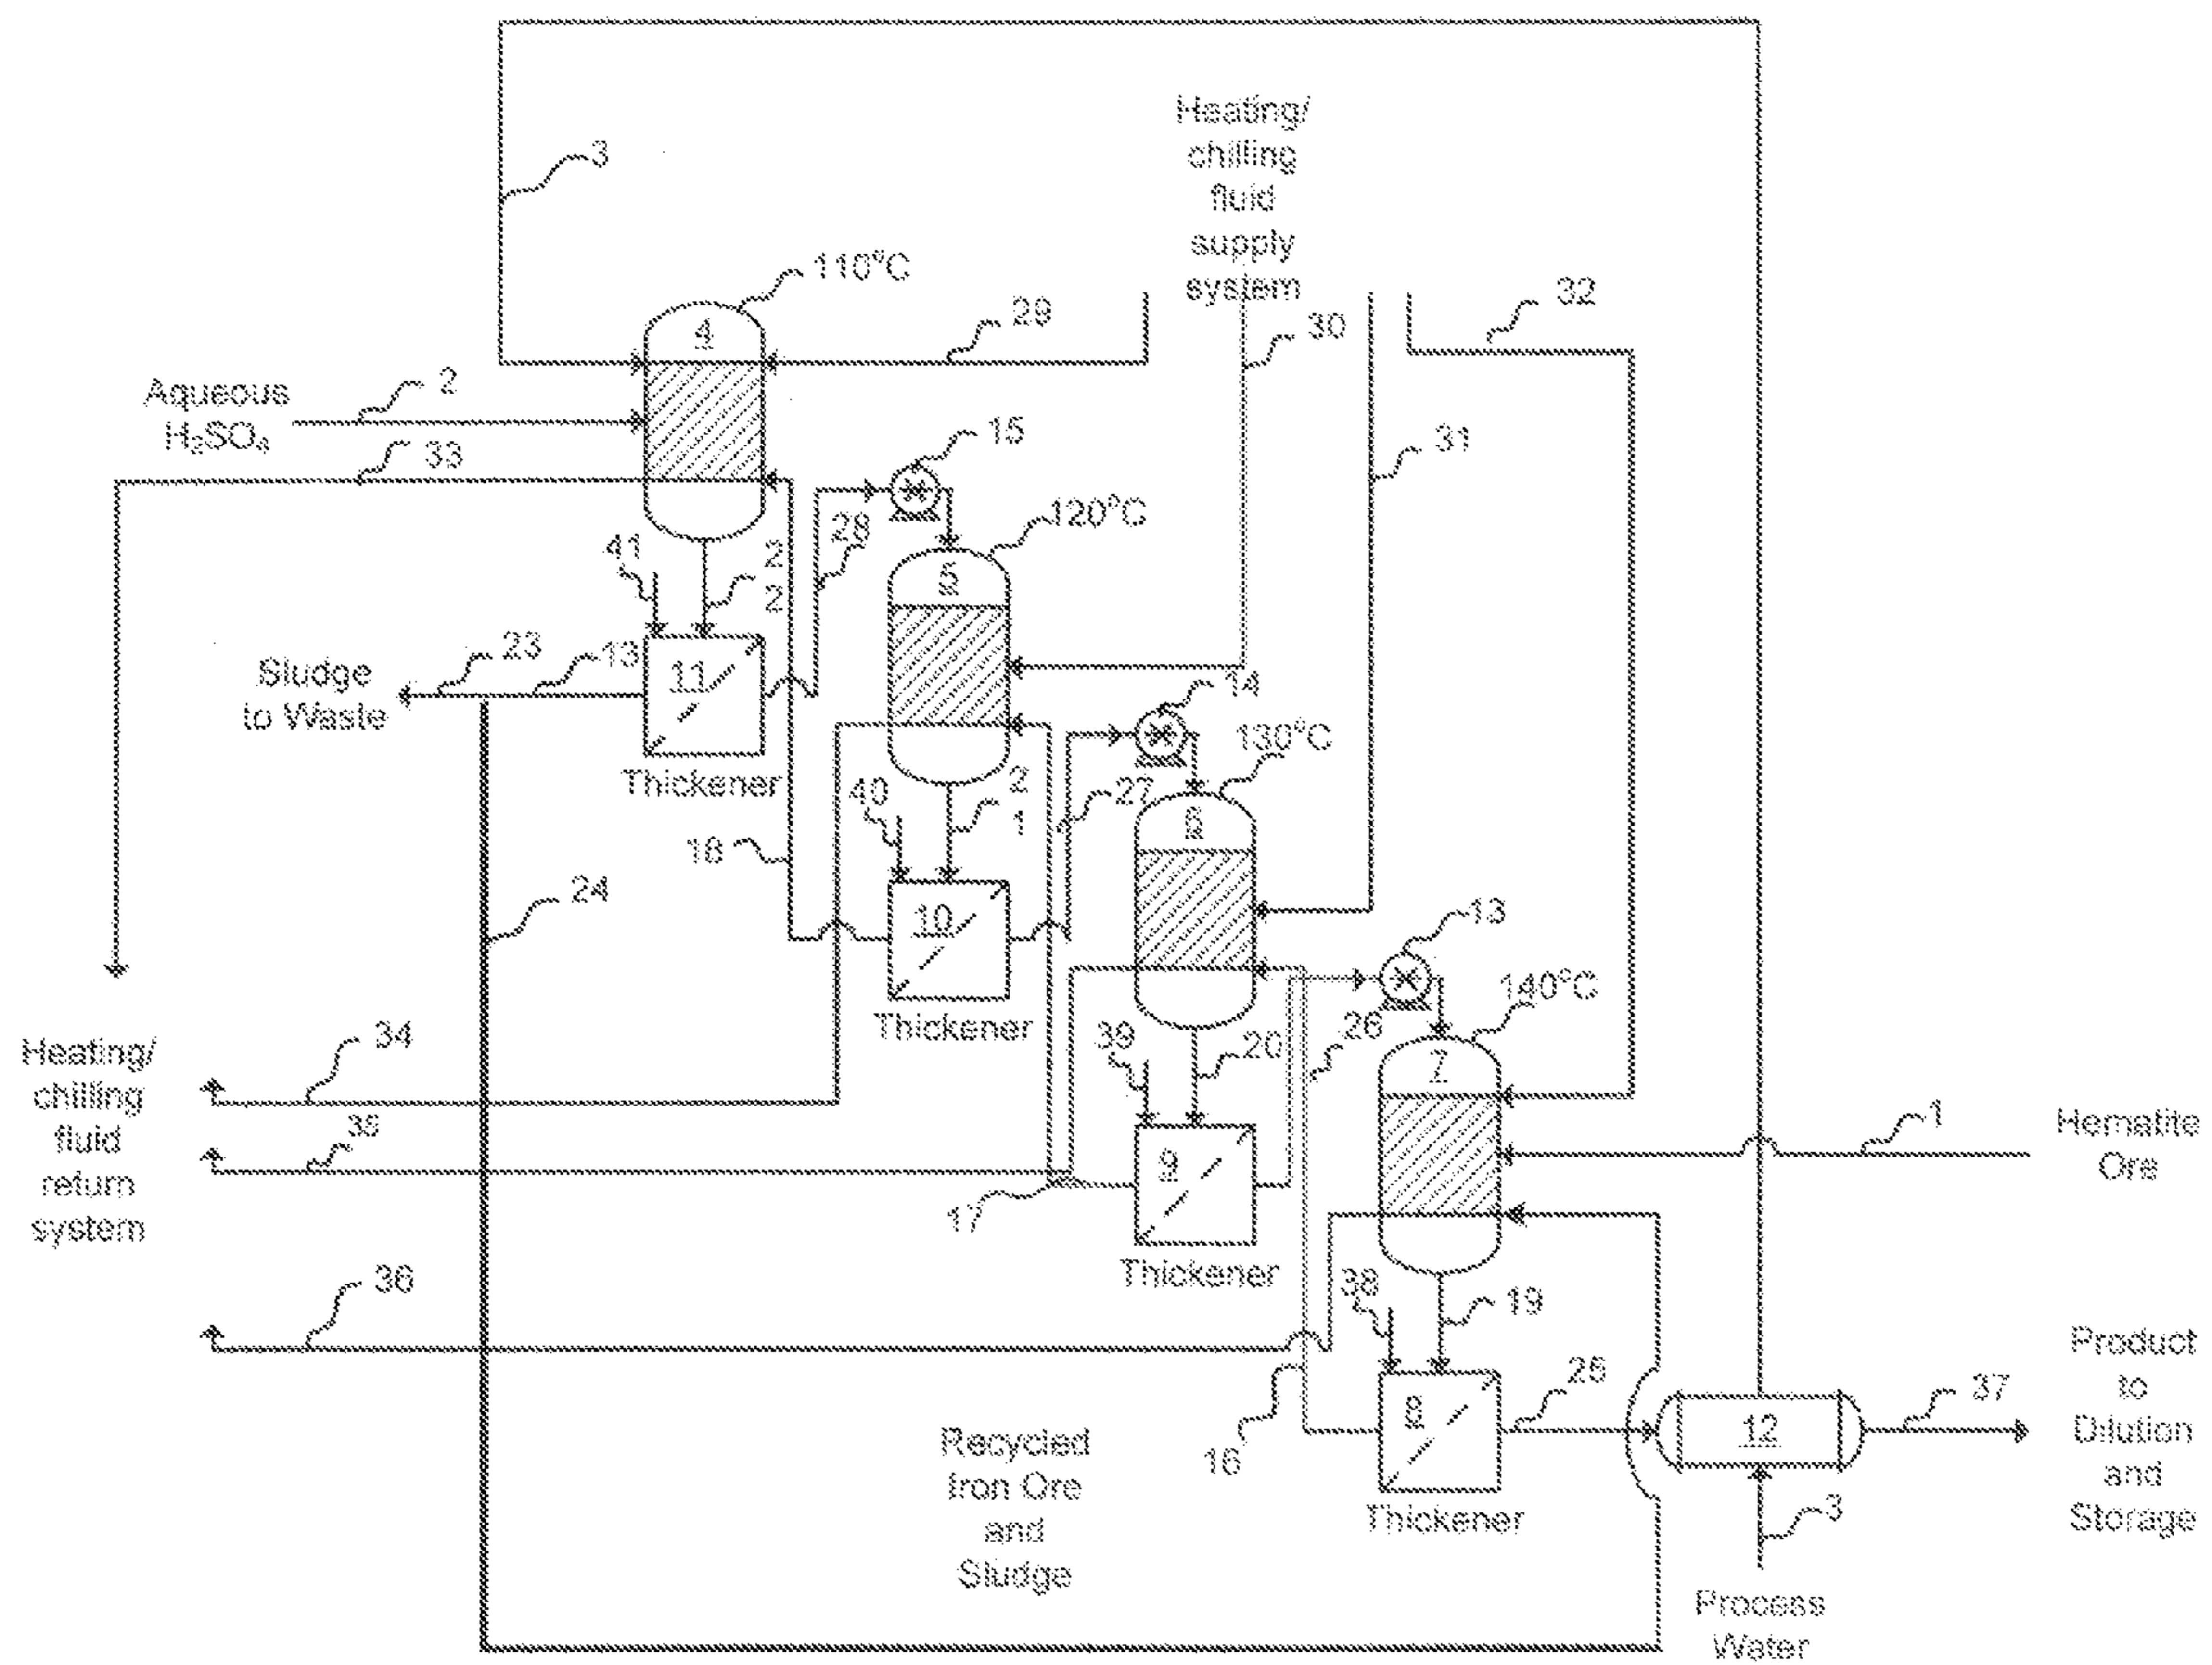 3
Heating/
chilling
fluid
supply
system
110°C
4
29
30
32
Aqueous
H₂SO₄
2
33
15
31
28
120°C
41
2
2
5
Sludge
to Waste
23
13
11
14
Thickener
130°C
40
2
1
27
6
18
24
10
13
Thickener
140°C
34
39
20
26
7
Heating/
chilling
fluid
return
system
35
1
Hematite
Ore
9
17
Thickener
36
38
19
Product
to
Dilution
and
Storage
25
37
8
12
16
Recycled
Iron Ore
and
Sludge
Thickener
3
Process
Water